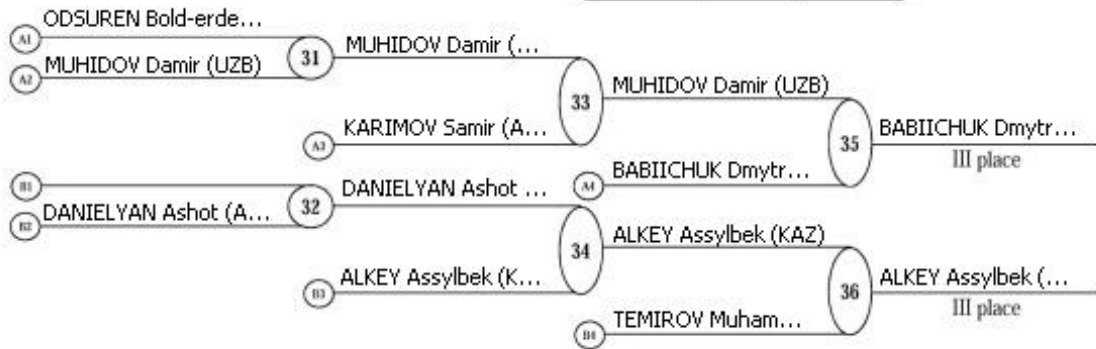 ODSUREN Bold-erde...
A1
31
MUHIDOV Damir (...
A2
MUHIDOV Damir (UZB)
33
MUHIDOV Damir (UZB)
A3
KARIMOV Samir (A...
35
BABIICHUK Dmytr...
III place
B1
A4
BABIICHUK Dmytr...
32
DANIELYAN Ashot ...
B2
DANIELYAN Ashot (A...
34
ALKEY Assylbek (KAZ)
B3
ALKEY Assylbek (K...
36
ALKEY Assylbek (...
III place
B4
TEMIROV Muham...